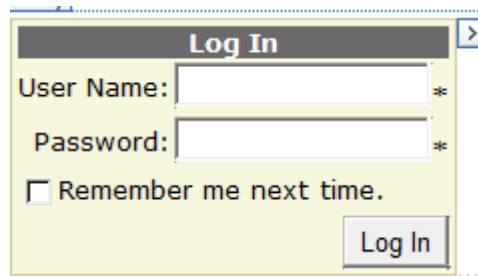 Log In
User Name: *
Password: *
Remember me next time.
Log In